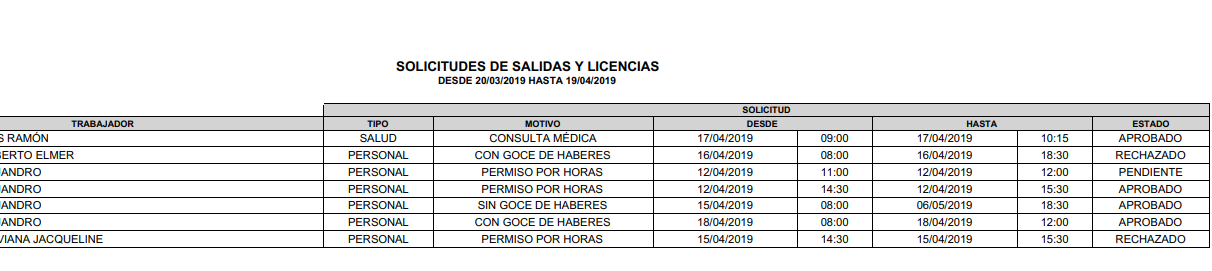 SOLICITUDES DE SALIDAS Y LICENCIAS
DESDE 20/03/2019 HASTA 19/04/2019
SOLICITUD
TRABAJADOR TIPO MOTIVO DESDE HASTA ESTADO
S RAMÓN SALUD CONSULTA MÉDICA 17/04/2019 09:00 17/04/2019 10:15 APROBADO
BERTO ELMER PERSONAL CON GOCE DE HABERES 16/04/2019 08:00 16/04/2019 18:30 RECHAZADO
JANDRO PERSONAL PERMISO POR HORAS 12/04/2019 11:00 12/04/2019 12:00 PENDIENTE
JANDRO PERSONAL PERMISO POR HORAS 12/04/2019 14:30 12/04/2019 15:30 APROBADO
JANDRO PERSONAL SIN GOCE DE HABERES 15/04/2019 08:00 06/05/2019 18:30 APROBADO
JANDRO PERSONAL CON GOCE DE HABERES 18/04/2019 08:00 18/04/2019 12:00 APROBADO
VIANA JACQUELINE PERSONAL PERMISO POR HORAS 15/04/2019 14:30 15/04/2019 15:30 RECHAZADO